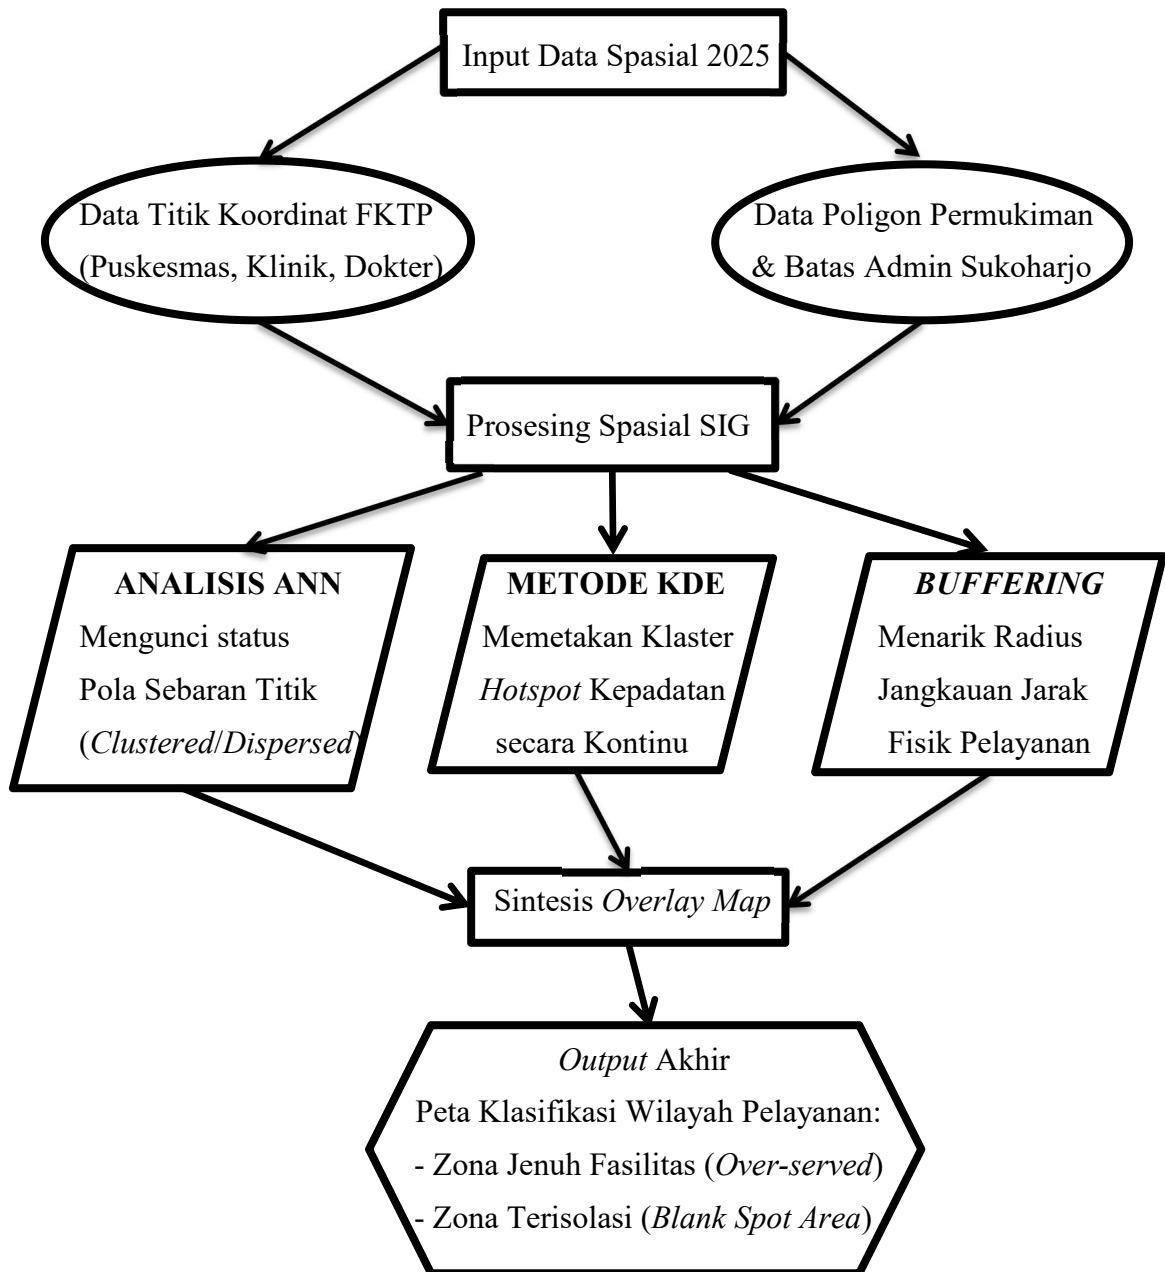 Input Data Spasial 2025
Data Titik Koordinat FKTP
(Puskesmas, Klinik, Dokter)
Data Poligon Permukiman
& Batas Admin Sukoharjo
Prosesing Spasial SIG
ANALISIS ANN
Mengunci status
Pola Sebaran Titik
(Clustered/Dispersed)
METODE KDE
Memetakan Klaster
Hotspot Kepadatan
secara Kontinu
BUFFERING
Menarik Radius
Jangkauan Jarak
Fisik Pelayanan
Sintesis Overlay Map
Output Akhir
Peta Klasifikasi Wilayah Pelayanan:
- Zona Jenuh Fasilitas (Over-served)
- Zona Terisolasi (Blank Spot Area)